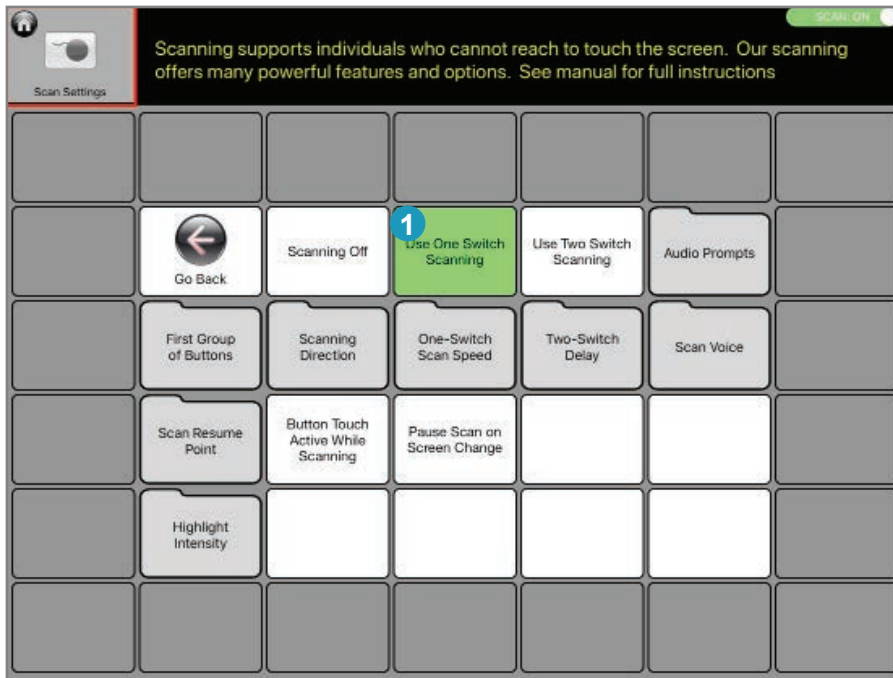 SCAN: ON
Scanning supports individuals who cannot reach to touch the screen. Our scanning
offers many powerful features and options. See manual for full instructions
Scan Settings
Go Back
Scanning Off
1
Use One Switch
Scanning
Use Two Switch
Scanning
Audio Prompts
First Group
of Buttons
Scanning
Direction
One-Switch
Scan Speed
Two-Switch
Delay
Scan Voice
Scan Resume
Point
Button Touch
Active While
Scanning
Pause Scan on
Screen Change
Highlight
Intensity